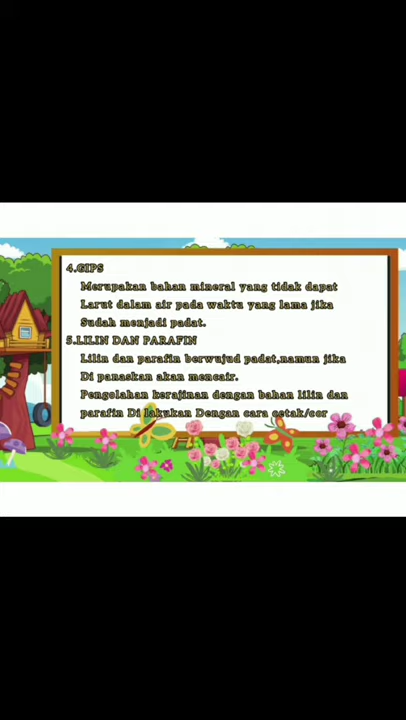 4.GIPS
Merupakan bahan mineral yang tidak dapat
Larut dalam air pada waktu yang lama jika
Sudah menjadi padat.
5.LILIN DAN PARAFIN
Lilin dan parafin berwujud padat,namun jika
Di panaskan akan mencair.
Pengolahan kerajinan dengan bahan lilin dan
parafin Di lakukan Dengan cara cetak/cor